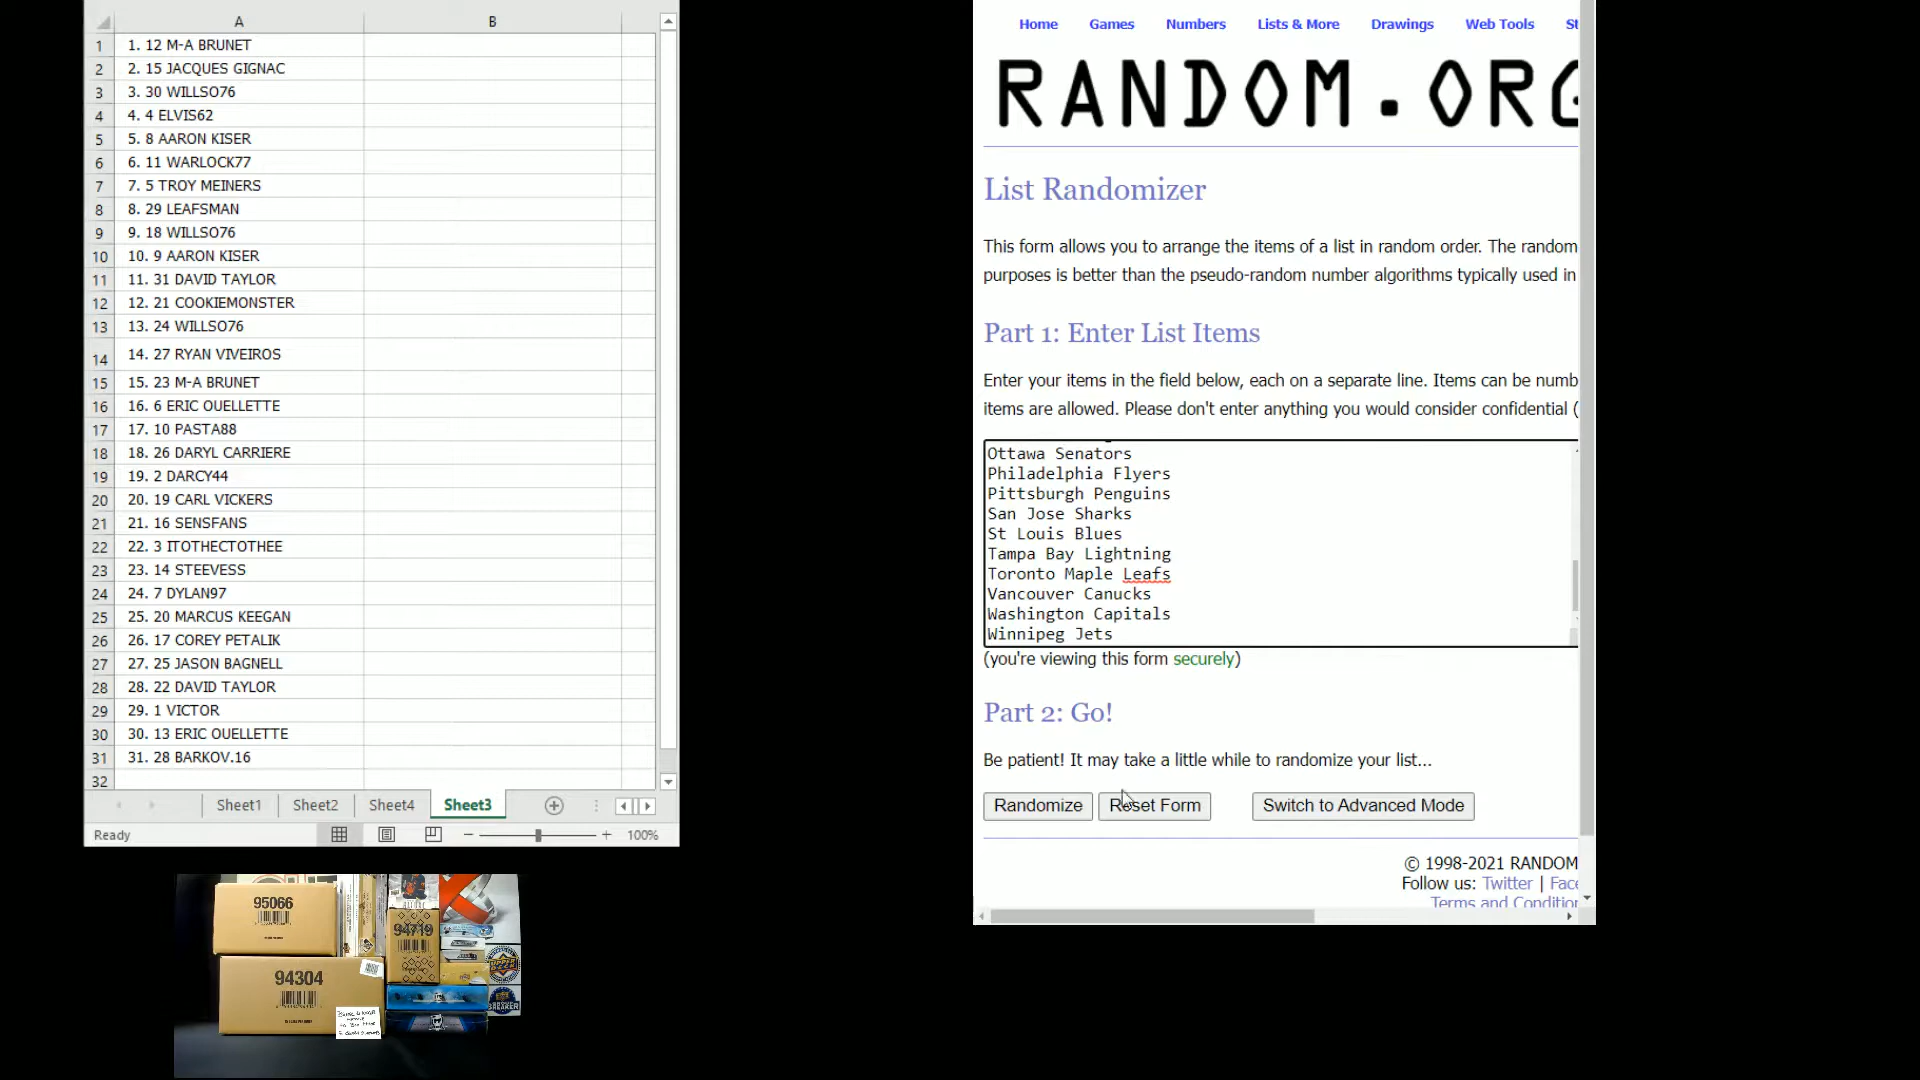 A B
1 1. 12 M-A BRUNET
2 2. 15 JACQUES GIGNAC
3 3. 30 WILLSO76
4 4. 4 ELVIS62
5 5. 8 AARON KISER
6 6. 11 WARLOCK77
7 7. 5 TROY MEINERS
8 8. 29 LEAFSMAN
9 9. 18 WILLSO76
10 10. 9 AARON KISER
11 11. 31 DAVID TAYLOR
12 12. 21 COOKIEMONSTER
13 13. 24 WILLSO76
14 14. 27 RYAN VIVEIROS
15 15. 23 M-A BRUNET
16 16. 6 ERIC OUELLETTE
17 17. 10 PASTA88
18 18. 26 DARYL CARRIERE
19 19. 2 DARCY44
20 20. 19 CARL VICKERS
21 21. 16 SENSFANS
22 22. 3 ITOTHECTOTHEE
23 23. 14 STEEVESS
24 24. 7 DYLAN97
25 25. 20 MARCUS KEEGAN
26 26. 17 COREY PETALIK
27 27. 25 JASON BAGNELL
28 28. 22 DAVID TAYLOR
29 29. 1 VICTOR
30 30. 13 ERIC OUELLETTE
31 31. 28 BARKOV.16
32
Sheet1 Sheet2 Sheet4 Sheet3
Ready 100%
95066
94719
94304
UPPER DECK
BREAKER
Home Games Numbers Lists & More Drawings Web Tools St
RANDOM.ORG
List Randomizer
This form allows you to arrange the items of a list in random order. The random
purposes is better than the pseudo-random number algorithms typically used in
Part 1: Enter List Items
Enter your items in the field below, each on a separate line. Items can be numb
items are allowed. Please don't enter anything you would consider confidential (
Ottawa Senators
Philadelphia Flyers
Pittsburgh Penguins
San Jose Sharks
St Louis Blues
Tampa Bay Lightning
Toronto Maple Leafs
Vancouver Canucks
Washington Capitals
Winnipeg Jets
(you're viewing this form securely)
Part 2: Go!
Be patient! It may take a little while to randomize your list...
Randomize Reset Form Switch to Advanced Mode
© 1998-2021 RANDOM
Follow us: Twitter | Face
Terms and Condition